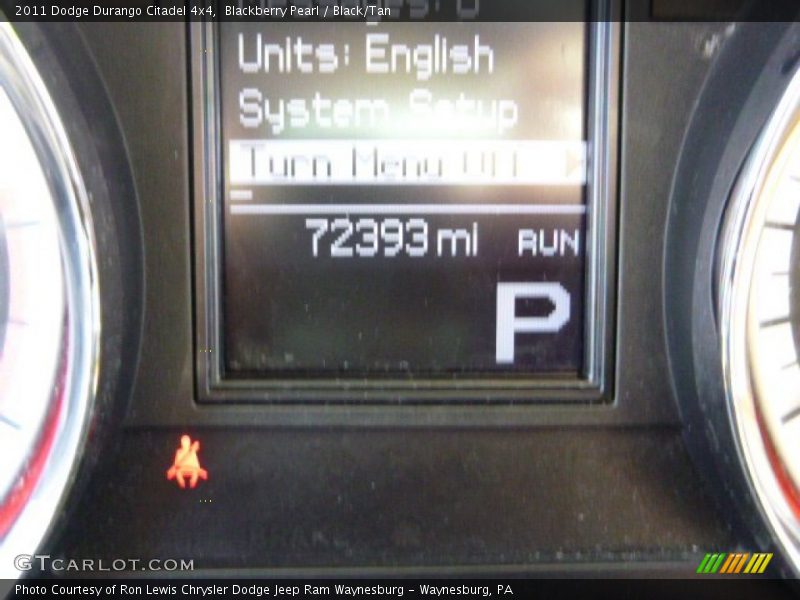 2011 Dodge Durango Citadel 4x4, Blackberry Pearl / Black/Tan
Units: English
System Setup
Turn Menu Off
72393 mi RUN
P
GTCARLOT.COM
Photo Courtesy of Ron Lewis Chrysler Dodge Jeep Ram Waynesburg - Waynesburg, PA